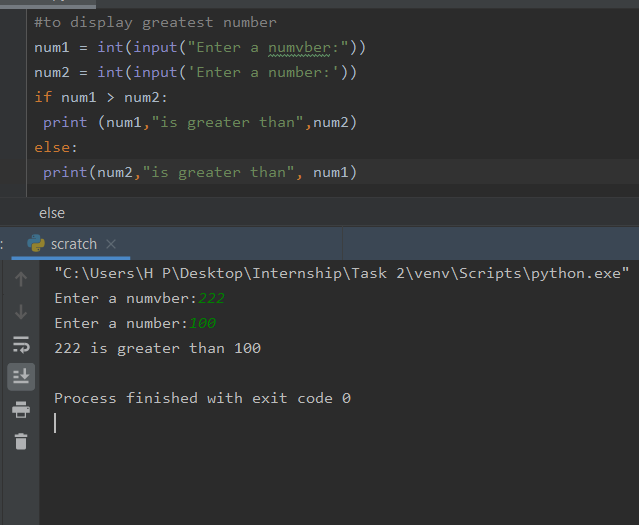 #to display greatest number
num1 = int(input("Enter a numvber:"))
num2 = int(input('Enter a number:'))
if num1 > num2:
 print (num1,"is greater than",num2)
else:
 print(num2,"is greater than", num1)
else
: scratch ×
"C:\Users\H P\Desktop\Internship\Task 2\venv\Scripts\python.exe"
Enter a numvber:222
Enter a number:100
222 is greater than 100
Process finished with exit code 0